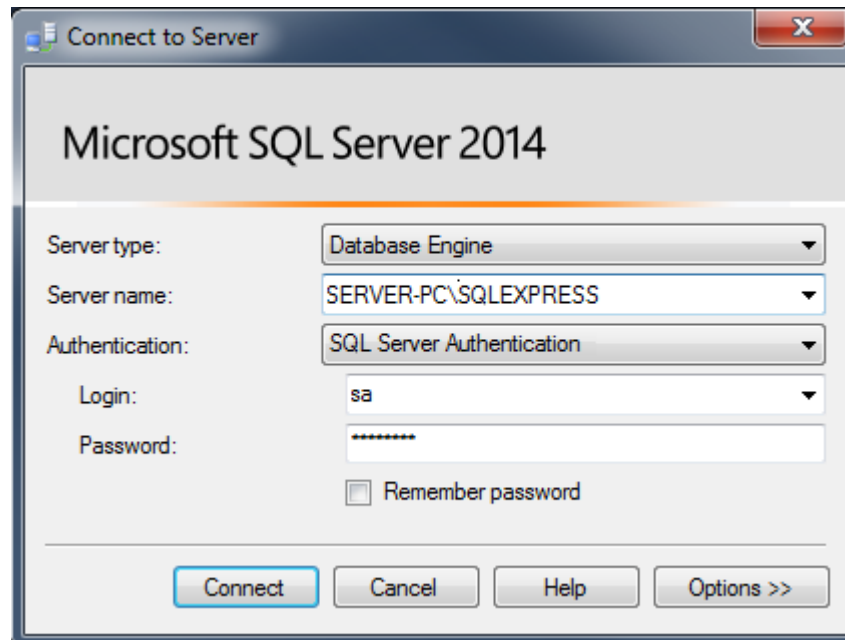 Connect to Server
Microsoft SQL Server 2014
Server type: Database Engine
Server name: SERVER-PC\SQLEXPRESS
Authentication: SQL Server Authentication
Login: sa
Password: ********
Remember password
Connect Cancel Help Options >>